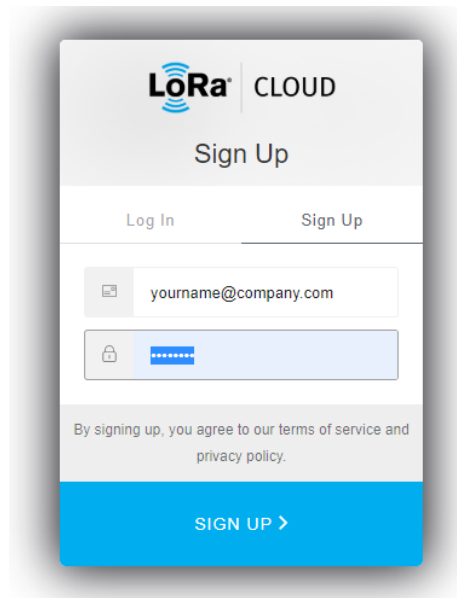 LoRa® CLOUD
Sign Up
Log In Sign Up
yourname@company.com
••••••••
By signing up, you agree to our terms of service and
privacy policy.
SIGN UP >